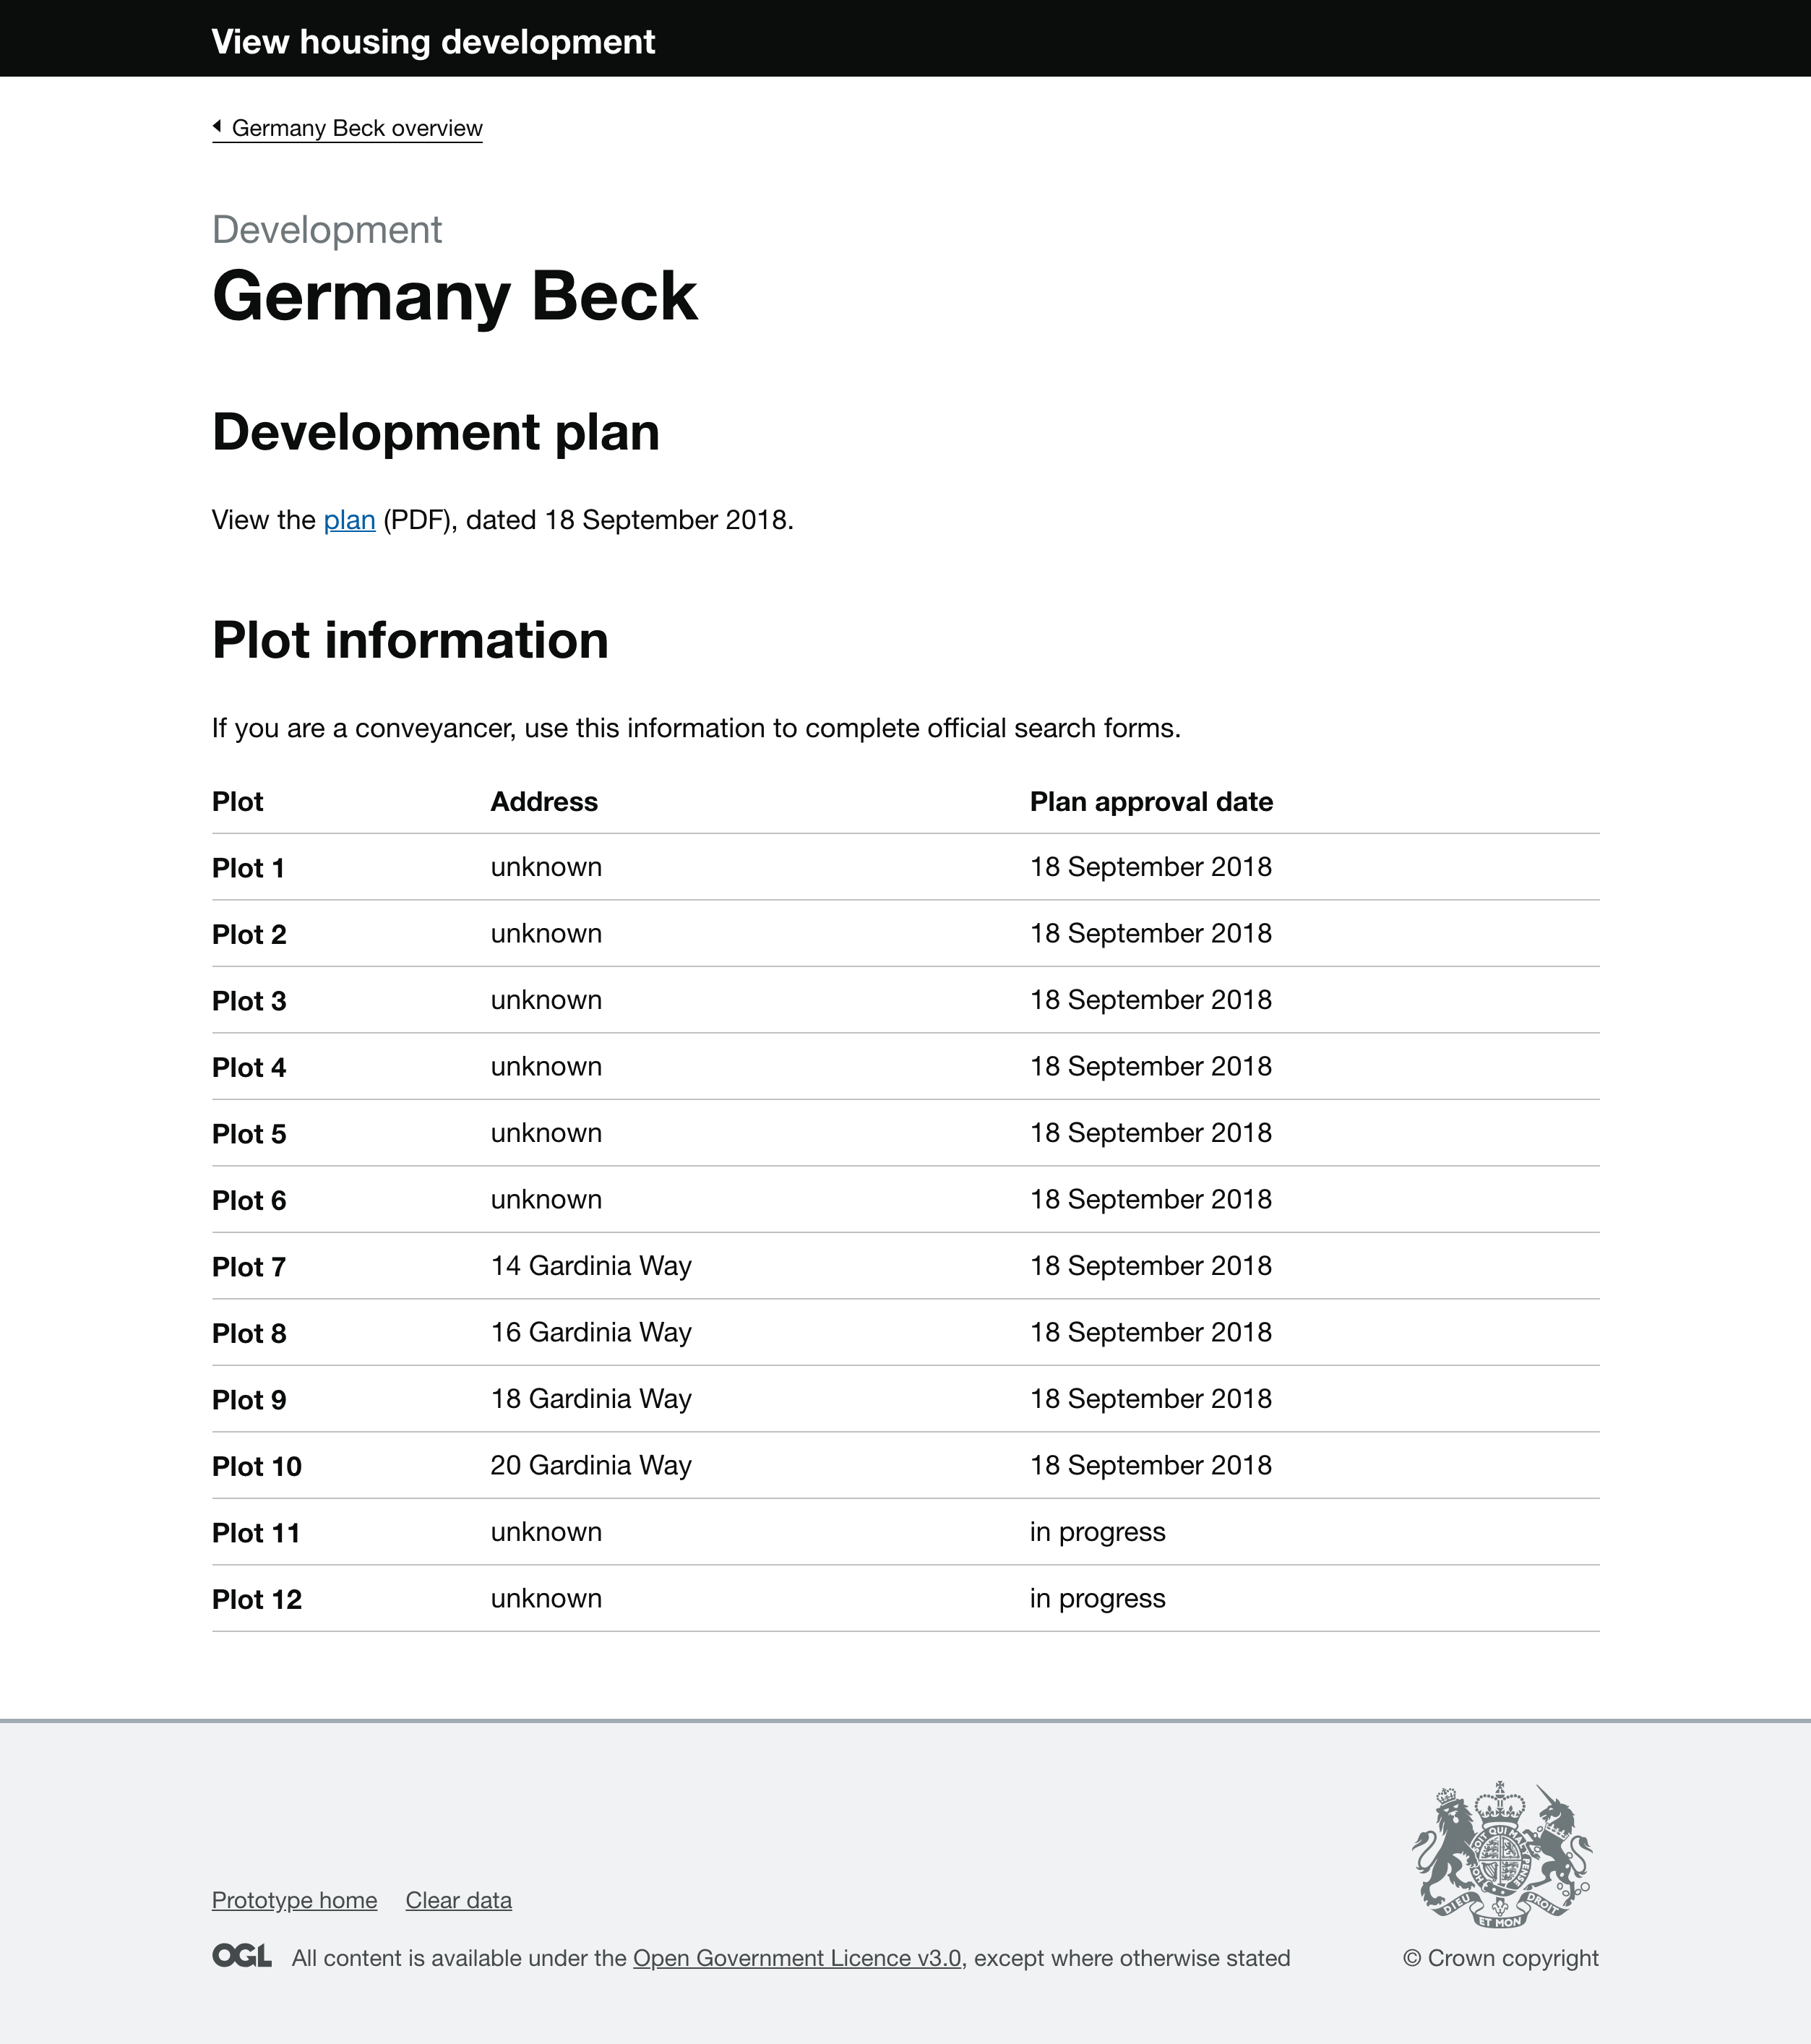 View housing development
Germany Beck overview
Development
Germany Beck
Development plan
View the plan (PDF), dated 18 September 2018.
Plot information
If you are a conveyancer, use this information to complete official search forms.
Plot Address Plan approval date
Plot 1 unknown 18 September 2018
Plot 2 unknown 18 September 2018
Plot 3 unknown 18 September 2018
Plot 4 unknown 18 September 2018
Plot 5 unknown 18 September 2018
Plot 6 unknown 18 September 2018
Plot 7 14 Gardinia Way 18 September 2018
Plot 8 16 Gardinia Way 18 September 2018
Plot 9 18 Gardinia Way 18 September 2018
Plot 10 20 Gardinia Way 18 September 2018
Plot 11 unknown in progress
Plot 12 unknown in progress
DIEU ET MON DROIT
Prototype home Clear data
OGL All content is available under the Open Government Licence v3.0, except where otherwise stated © Crown copyright